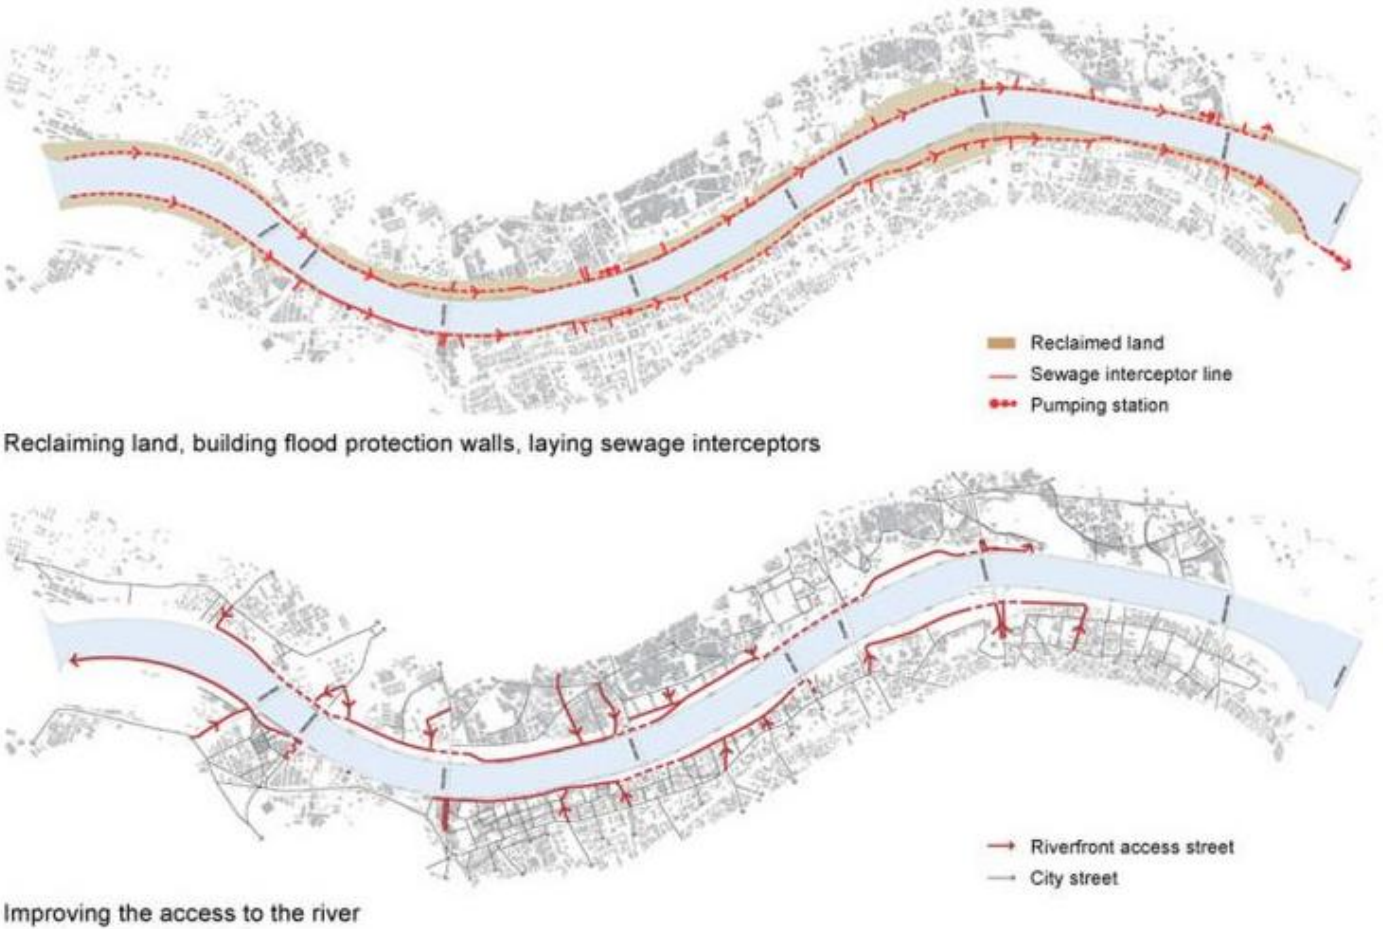 Reclaimed land
Sewage interceptor line
Pumping station
Reclaiming land, building flood protection walls, laying sewage interceptors
Riverfront access street
City street
Improving the access to the river